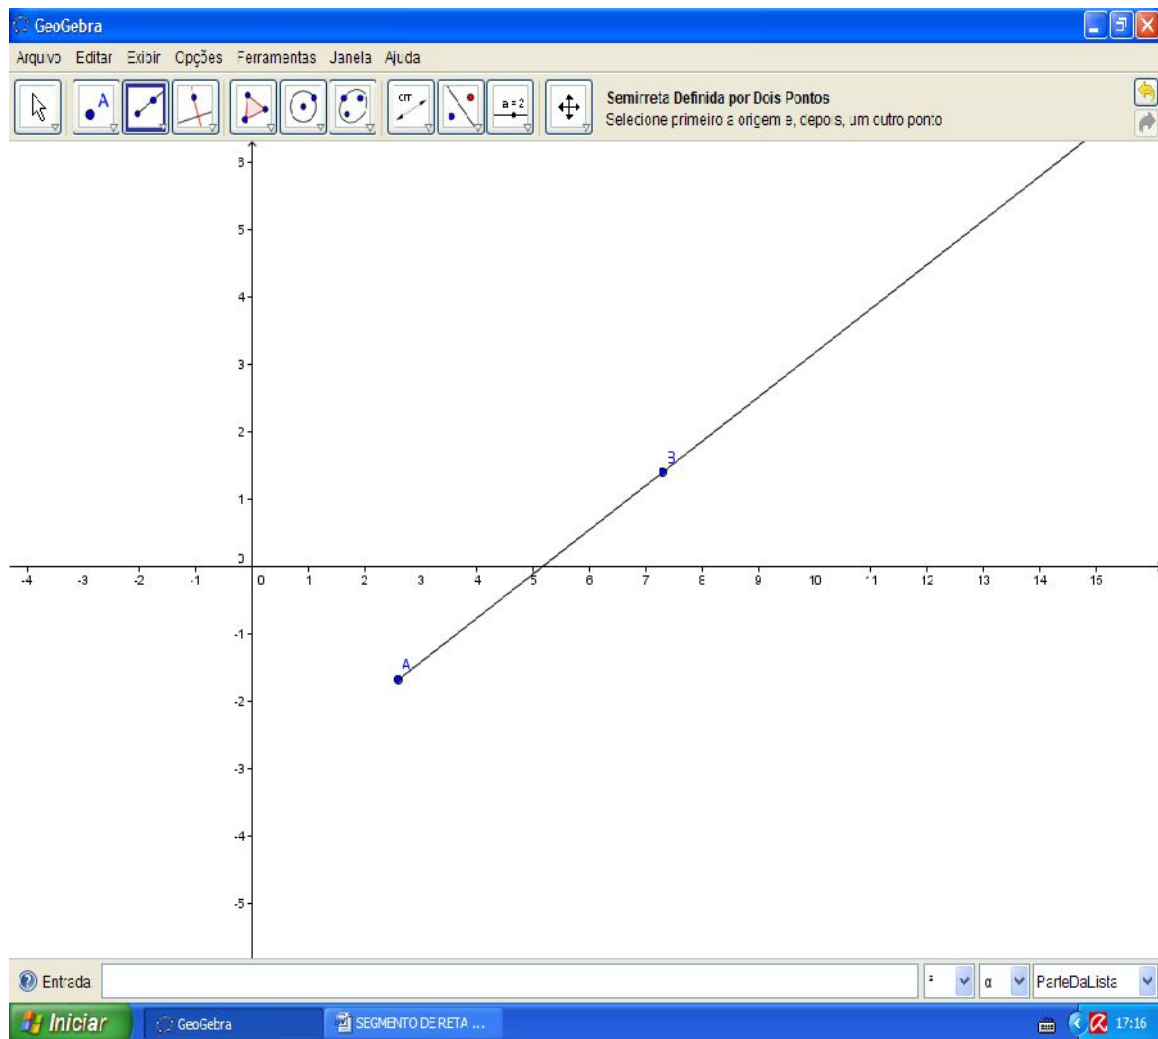 GeoGebra
Arquivo Editar Exibir Opções Ferramentas Janela Ajuda
A
cm
a = 2
Semirreta Definida por Dois Pontos
Selecione primeiro a origem e, depois, um outro ponto
5
4
3
2
1
0
-4 -3 -2 -1 0 1 2 3 4 5 6 7 8 9 10 11 12 13 14 15
-1
-2
-3
-4
-5
B
A
Entrada:
α
ParteDaLista
Iniciar
GeoGebra
SEGMENTO DE RETA ...
17:16